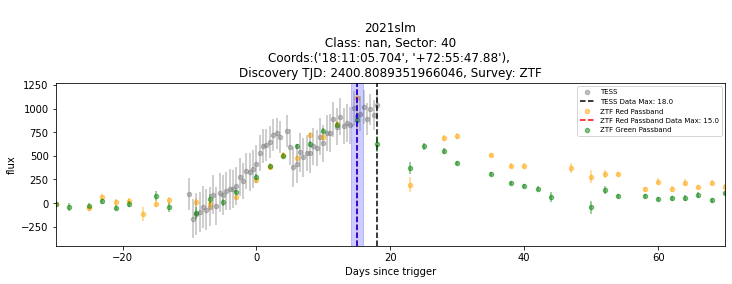 2021slm
Class: nan, Sector: 40
Coords:('18:11:05.704', '+72:55:47.88'),
Discovery TJD: 2400.8089351966046, Survey: ZTF
1250
1000
750
500
250
0
−250
flux
TESS
TESS Data Max: 18.0
ZTF Red Passband
ZTF Red Passband Data Max: 15.0
ZTF Green Passband
−20
0
20
40
60
Days since trigger